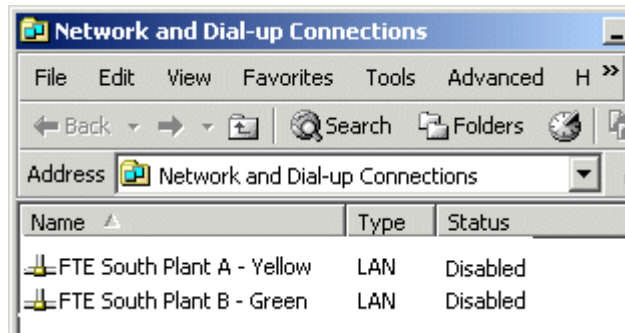 Network and Dial-up Connections
File Edit View Favorites Tools Advanced H »
Back Search Folders
Address Network and Dial-up Connections
Name Type Status
FTE South Plant A - Yellow LAN Disabled
FTE South Plant B - Green LAN Disabled